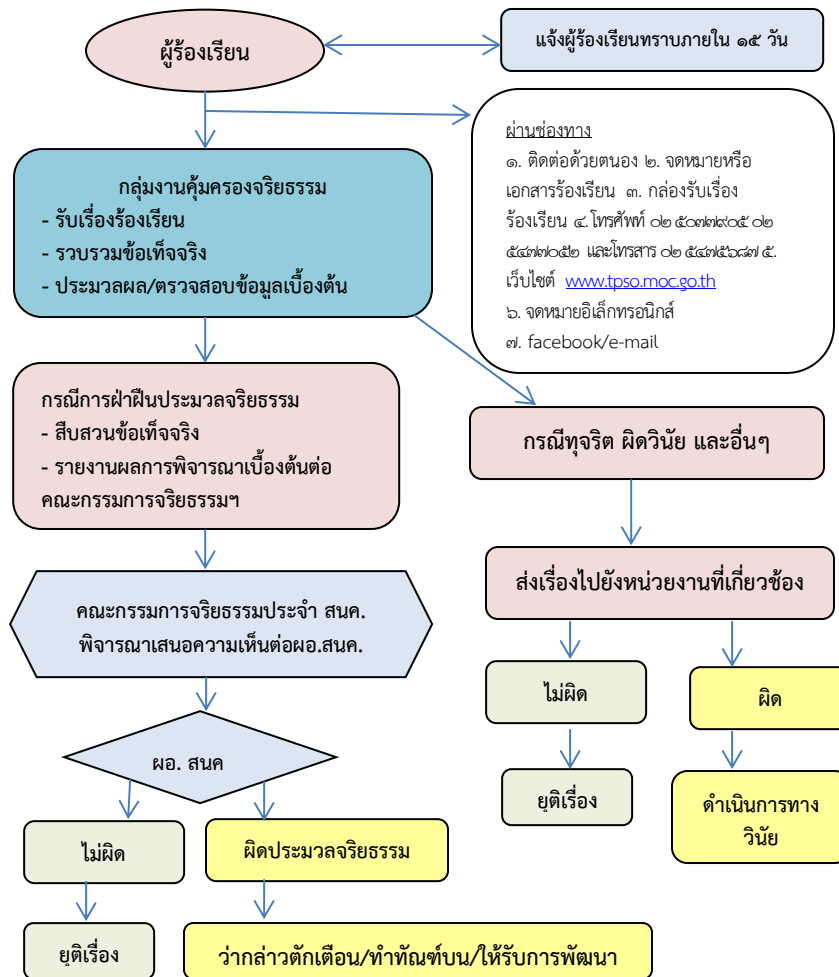 ผู้ร้องเรียน
แจ้งผู้ร้องเรียนทราบภายใน ๑๕ วัน
ผ่านช่องทาง
๑. ติดต่อด้วยตนอง ๒. จดหมายหรือ
เอกสารร้องเรียน ๓. กล่องรับเรื่อง
ร้องเรียน ๔. โทรศัพท์ ๐๒ ๕๐๗๗๙๐๕ ๐๒
๕๔๗๗๐๕๒ และโทรสาร ๐๒ ๕๔๗๕๖๘๗ ๕.
เว็บไซต์ www.tpso.moc.go.th
๖. จดหมายอิเล็กทรอนิกส์
๗. facebook/e-mail
กลุ่มงานคุ้มครองจริยธรรม
- รับเรื่องร้องเรียน
- รวบรวมข้อเท็จจริง
- ประมวลผล/ตรวจสอบข้อมูลเบื้องต้น
กรณีการฝ่าฝืนประมวลจริยธรรม
- สืบสวนข้อเท็จจริง
- รายงานผลการพิจารณาเบื้องต้นต่อ
คณะกรรมการจริยธรรมฯ
กรณีทุจริต ผิดวินัย และอื่นๆ
ส่งเรื่องไปยังหน่วยงานที่เกี่ยวช้อง
คณะกรรมการจริยธรรมประจำ สนค.
พิจารณาเสนอความเห็นต่อผอ.สนค.
ไม่ผิด
ผิด
ผอ. สนค
ยุติเรื่อง
ดำเนินการทาง
วินัย
ไม่ผิด
ผิดประมวลจริยธรรม
ยุติเรื่อง
ว่ากล่าวตักเตือน/ทำทัณฑ์บน/ให้รับการพัฒนา